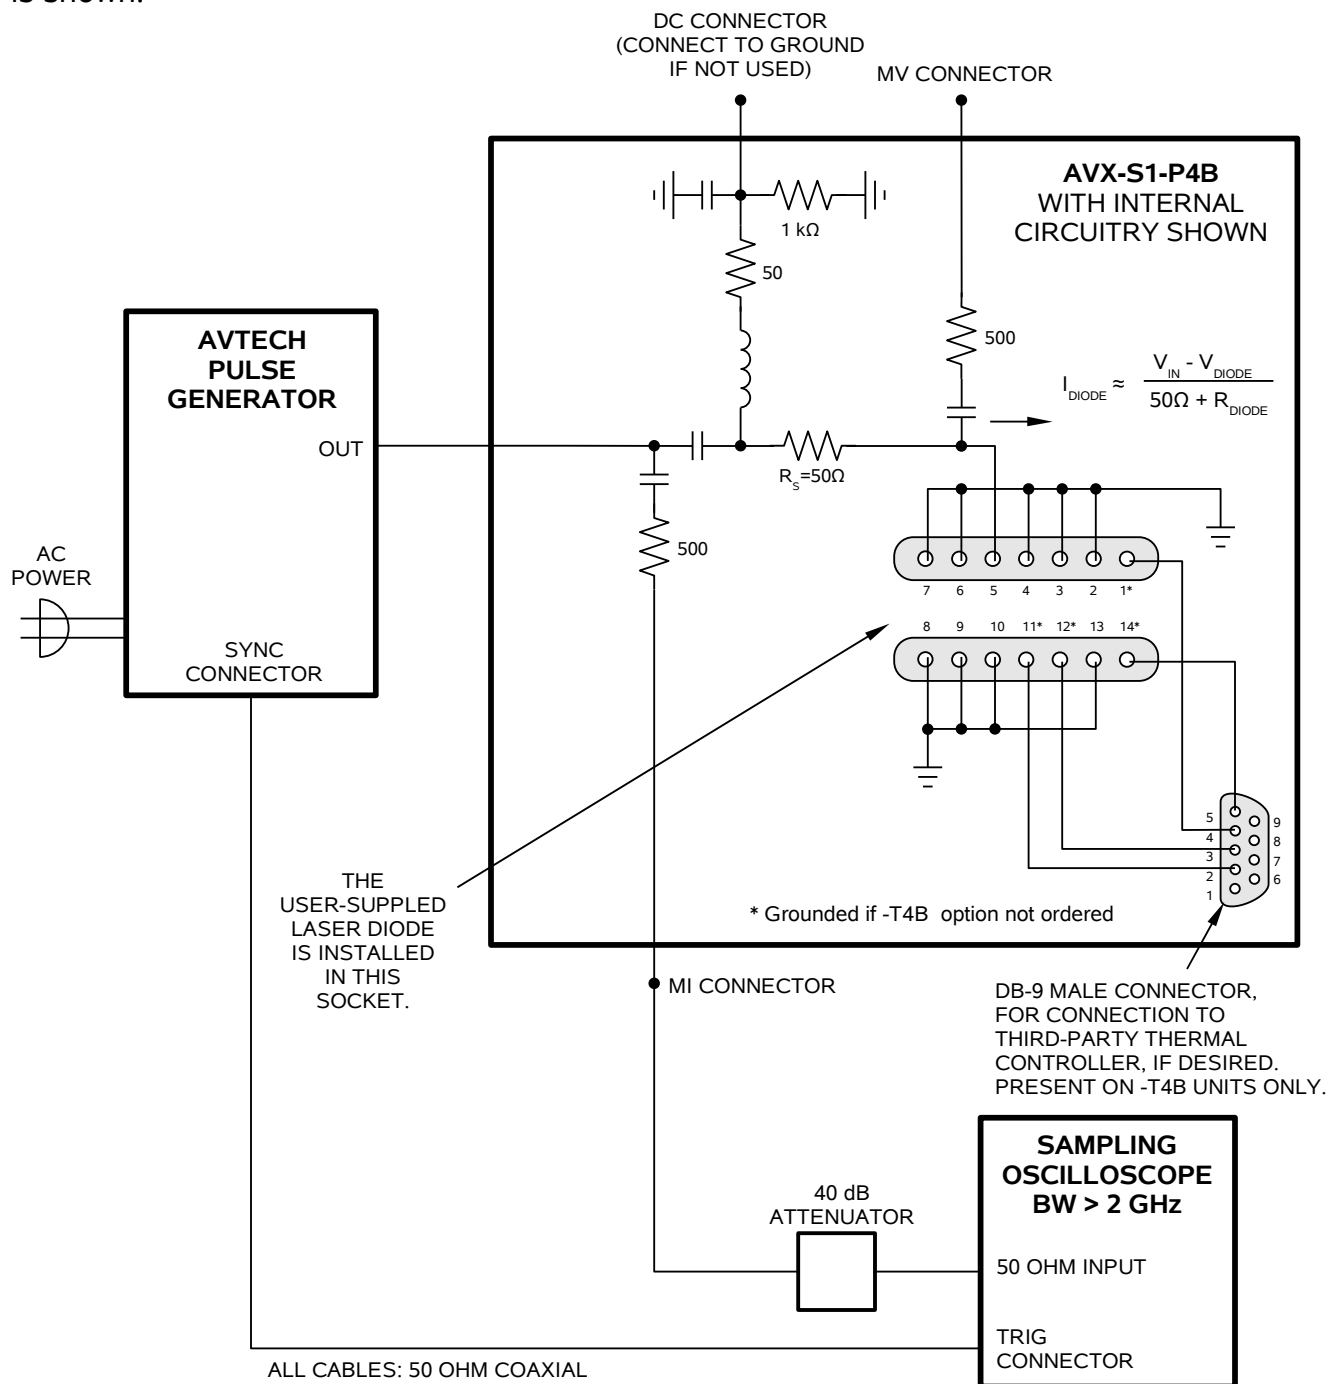 IS SHOWN.
DC CONNECTOR
(CONNECT TO GROUND
IF NOT USED)
MV CONNECTOR
AVX-S1-P4B
WITH INTERNAL
CIRCUITRY SHOWN
1 kΩ
50
500
I DIODE ≈ V IN - V DIODE
50Ω + R DIODE
AVTECH
PULSE
GENERATOR
OUT
R S=50Ω
500
AC
POWER
SYNC
CONNECTOR
7 6 5 4 3 2 1*
8 9 10 11* 12* 13 14*
5
4
3
2
1
9
8
7
6
THE
USER-SUPPLED
LASER DIODE
IS INSTALLED
IN THIS
SOCKET.
* Grounded if -T4B option not ordered
MI CONNECTOR
DB-9 MALE CONNECTOR,
FOR CONNECTION TO
THIRD-PARTY THERMAL
CONTROLLER, IF DESIRED.
PRESENT ON -T4B UNITS ONLY.
40 dB
ATTENUATOR
SAMPLING
OSCILLOSCOPE
BW > 2 GHz
50 OHM INPUT
TRIG
CONNECTOR
ALL CABLES: 50 OHM COAXIAL